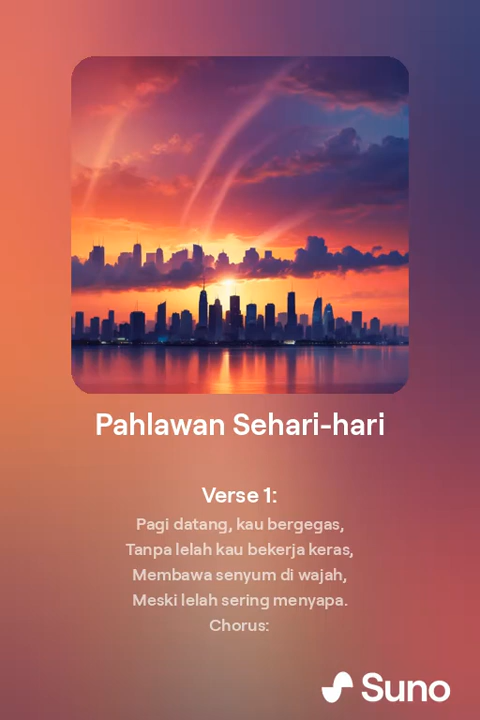 Pahlawan Sehari-hari
Verse 1:
Pagi datang, kau bergegas,
Tanpa lelah kau bekerja keras,
Membawa senyum di wajah,
Meski lelah sering menyapa.
Chorus:
Suno